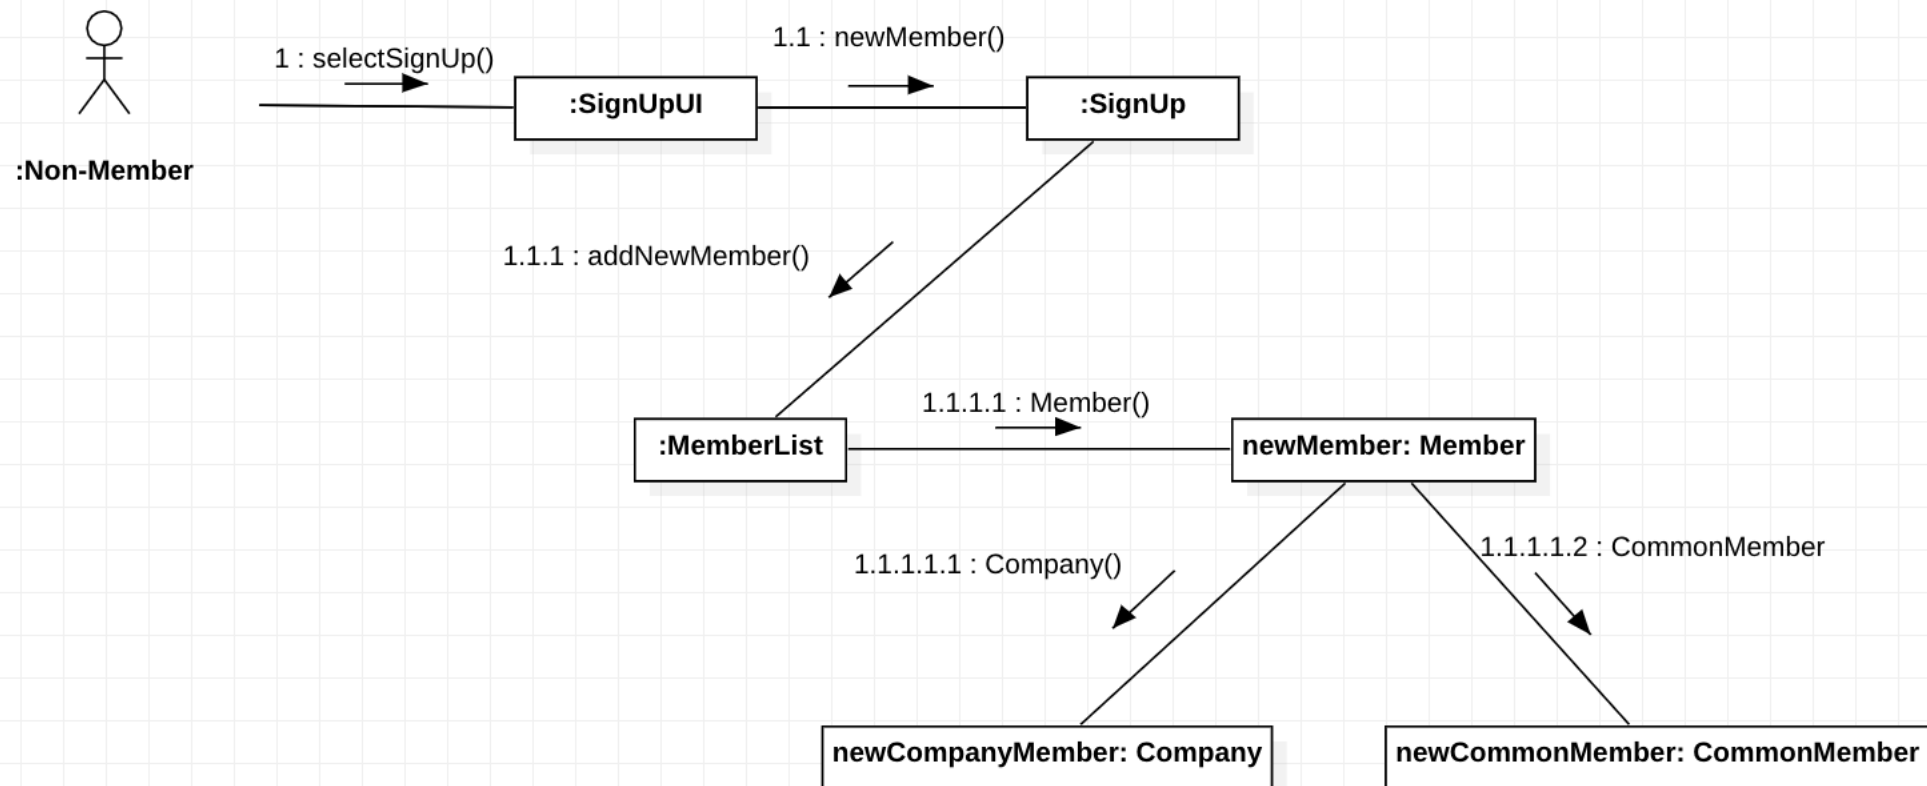 1 : selectSignUp()
1.1 : newMember()
:SignUpUI
:SignUp
:Non-Member
1.1.1 : addNewMember()
1.1.1.1 : Member()
:MemberList
newMember: Member
1.1.1.1.1 : Company()
1.1.1.1.2 : CommonMember
newCompanyMember: Company
newCommonMember: CommonMember